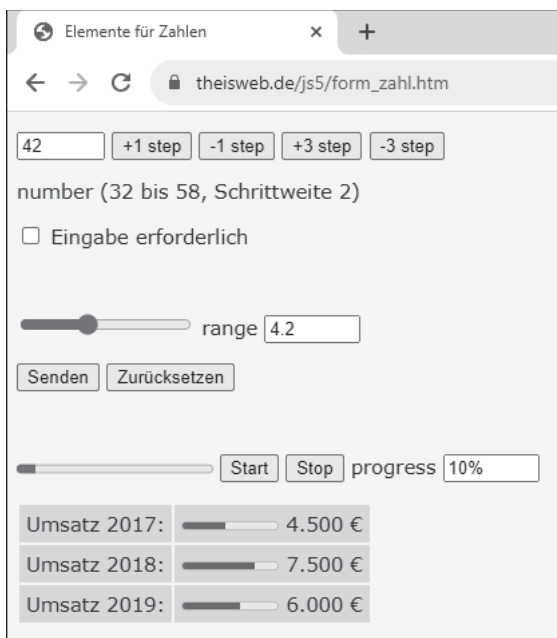 Elemente für Zahlen
theisweb.de/js5/form_zahl.htm
42 +1 step -1 step +3 step -3 step
number (32 bis 58, Schrittweite 2)
Eingabe erforderlich
range 4.2
Senden Zurücksetzen
Start Stop progress 10%
Umsatz 2017: 4.500 €
Umsatz 2018: 7.500 €
Umsatz 2019: 6.000 €